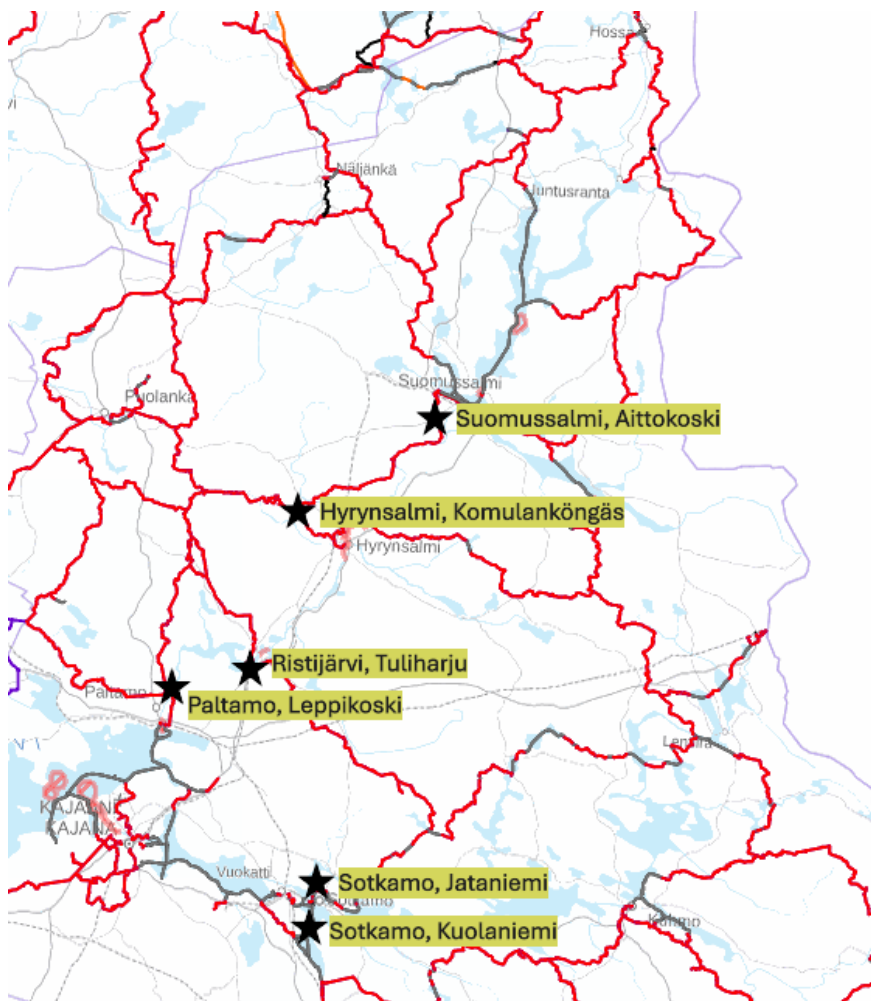 Hossa
vi
Näljänkä
Juntusranta
Suomussalmi
Puolanka
Suomussalmi, Aittokoski
Hyrynsalmi, Komulanköngäs
Hyrynsalmi
Ristijärvi, Tuliharju
Paltamo
Paltamo, Leppikoski
Lentiira
KAJAANI
KAJANA
Vuokatti
Sotkamo, Jataniemi
Kuhmo
Sotkamo, Kuolaniemi